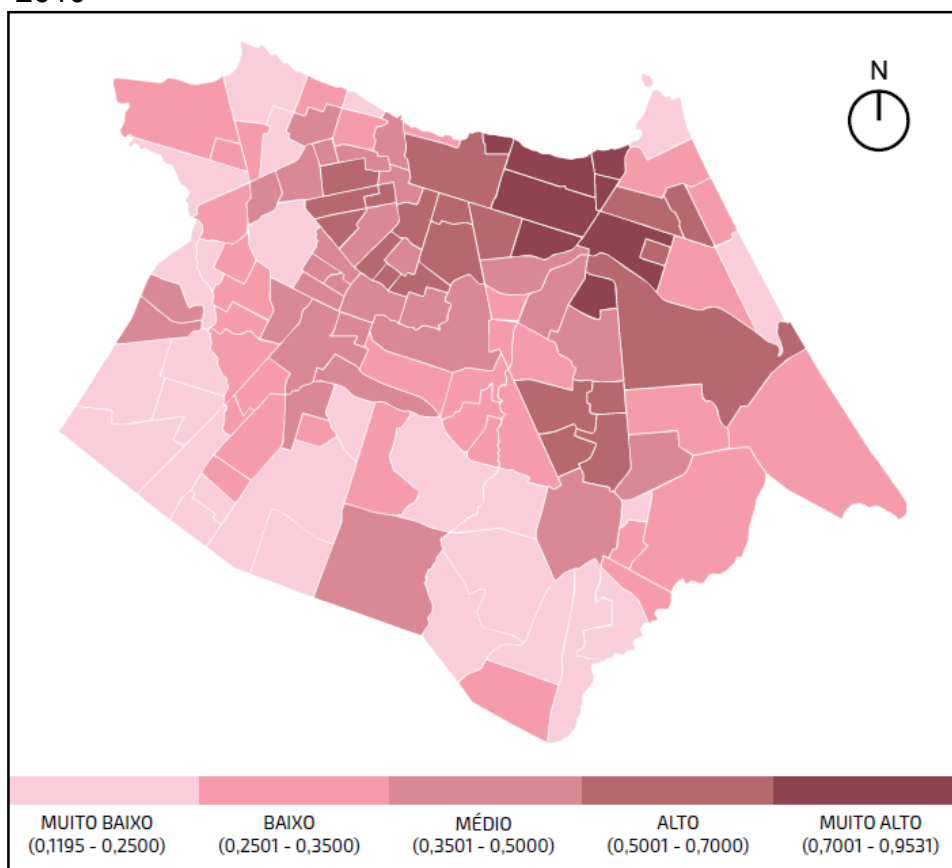 N
MUITO BAIXO
(0,1195 - 0,2500)
BAIXO
(0,2501 - 0,3500)
MÉDIO
(0,3501 - 0,5000)
ALTO
(0,5001 - 0,7000)
MUITO ALTO
(0,7001 - 0,9531)